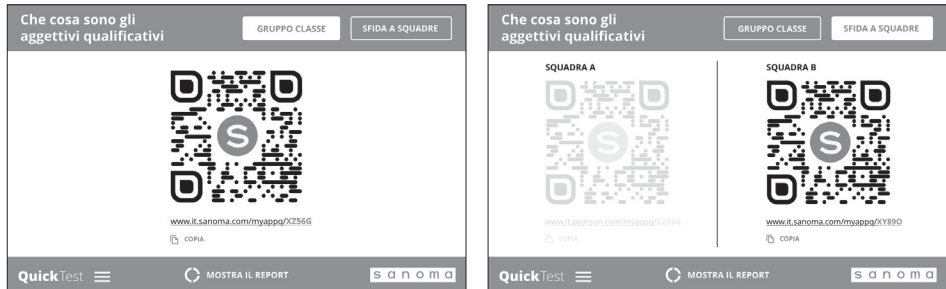 Che cosa sono gli
aggettivi qualificativi
GRUPPO CLASSE
SFIDA A SQUADRE
S
www.it.sanoma.com/myappq/XZ56G
COPIA
QuickTest
MOSTRA IL REPORT
sanoma
Che cosa sono gli
aggettivi qualificativi
GRUPPO CLASSE
SFIDA A SQUADRE
SQUADRA A
S
www.it.pearson.com/myappq/XZ56G
COPIA
SQUADRA B
S
www.it.sanoma.com/myappq/XY89O
COPIA
QuickTest
MOSTRA IL REPORT
sanoma